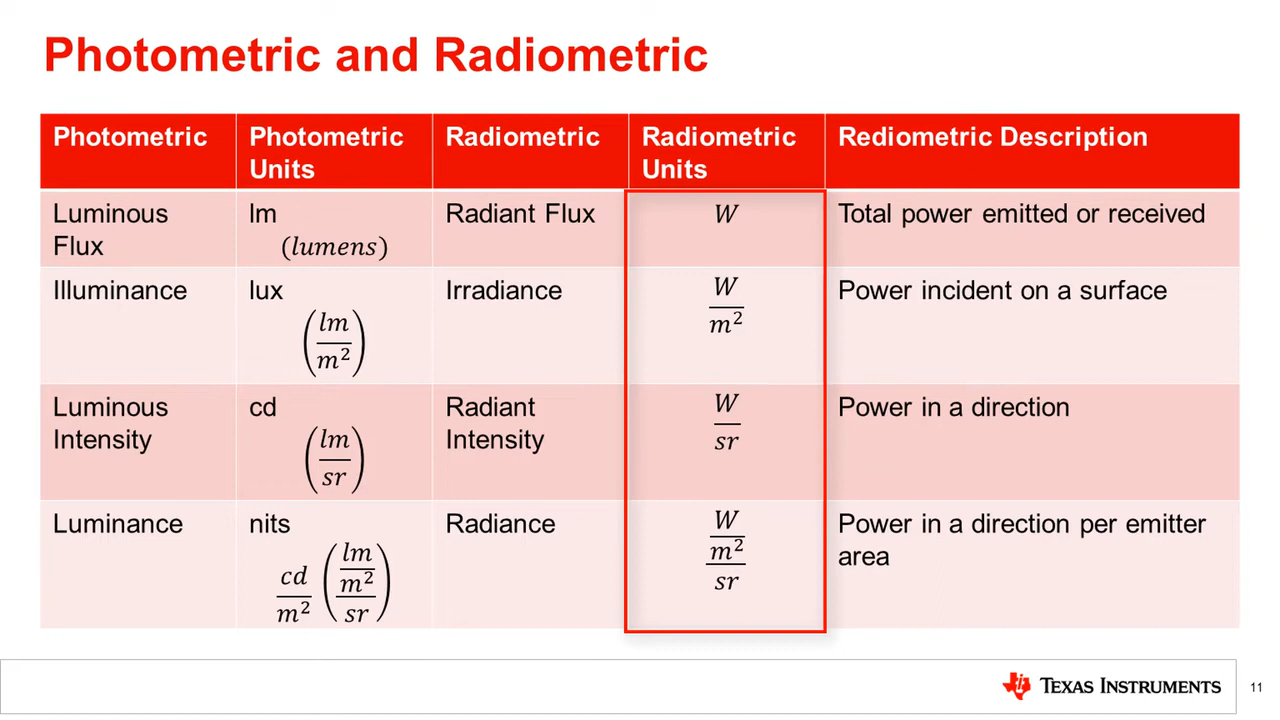 Photometric and Radiometric
Photometric
Photometric
Units
Radiometric
Radiometric
Units
Rediometric Description
Luminous
Flux
lm
(lumens)
Radiant Flux
W
Total power emitted or received
Illuminance
lux
(lm/m²)
Irradiance
W/m²
Power incident on a surface
Luminous
Intensity
cd
(lm/sr)
Radiant
Intensity
W/sr
Power in a direction
Luminance
nits
cd/m² (lm/m²/sr)
Radiance
W/m²/sr
Power in a direction per emitter
area
TEXAS INSTRUMENTS
11